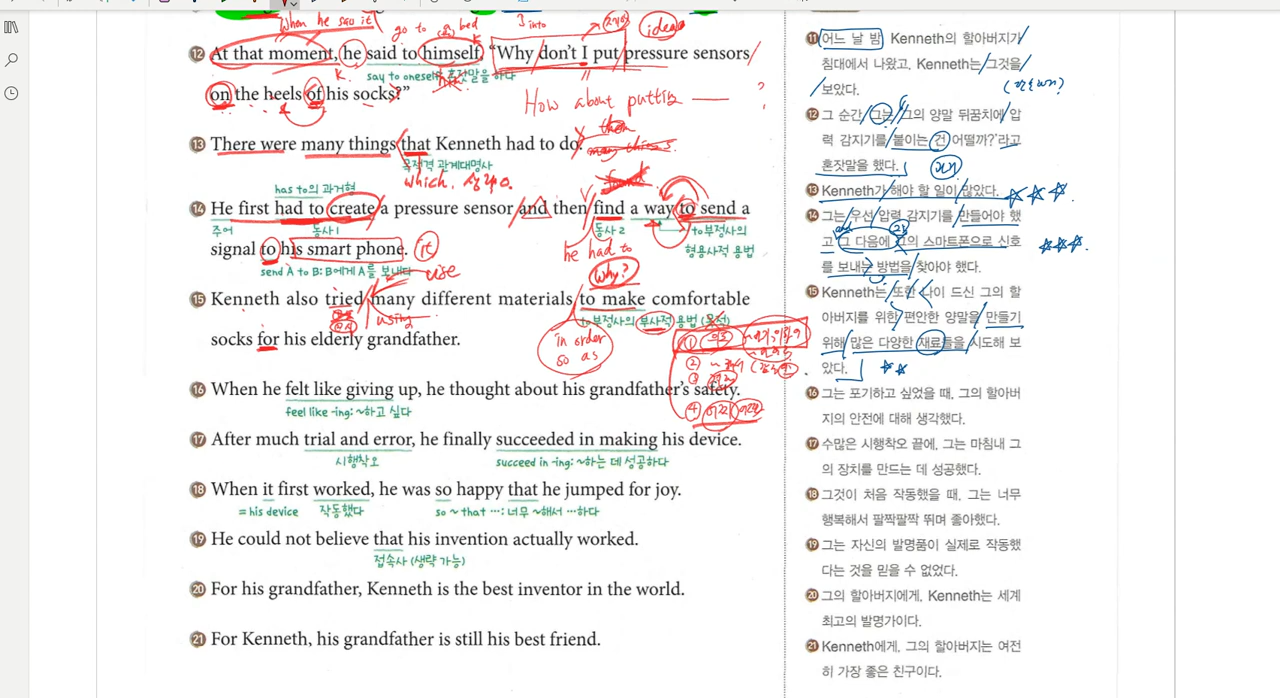 When he saw it
go to bed
into
idea
⑫ At that moment, he said to himself, “Why don’t I put pressure sensors
say to oneself: 혼잣말을 하다
on the heels of his socks?”
How about putting ?
⑬ There were many things that Kenneth had to do.
목적격 관계대명사
which. 생략o.
has to의 과거형
⑭ He first had to create a pressure sensor and then find a way to send a
주어 동사1 동사2 to부정사의
signal to his smart phone. it
형용사적 용법
he had to
send A to B: B에게 A를 보내다
why?
use
⑮ Kenneth also tried many different materials to make comfortable
using
to부정사의 부사적 용법 (목적)
socks for his elderly grandfather.
in order
so as
⑯ When he felt like giving up, he thought about his grandfather’s safety.
feel like -ing: ~하고 싶다
⑰ After much trial and error, he finally succeeded in making his device.
시행착오 succeed in -ing: ~하는 데 성공하다
⑱ When it first worked, he was so happy that he jumped for joy.
= his device 작동했다 so ~ that …: 너무 ~해서 …하다
⑲ He could not believe that his invention actually worked.
접속사 (생략 가능)
⑳ For his grandfather, Kenneth is the best inventor in the world.
㉑ For Kenneth, his grandfather is still his best friend.
⑪ 어느 날 밤 Kenneth의 할아버지가
침대에서 나왔고, Kenneth는 그것을
보았다.
⑫ 그 순간 그는 ‘그의 양말 뒤꿈치에 압
력 감지기를 붙이는 건 어떨까?’라고
혼잣말을 했다.
⑬ Kenneth가 해야 할 일이 많았다.
⑭ 그는 우선 압력 감지기를 만들어야 했
고 그 다음에 그의 스마트폰으로 신호
를 보내는 방법을 찾아야 했다.
⑮ Kenneth는 또한 나이 드신 그의 할
아버지를 위한 편안한 양말을 만들기
위해 많은 다양한 재료들을 시도해 보
았다.
⑯ 그는 포기하고 싶었을 때, 그의 할아버
지의 안전에 대해 생각했다.
⑰ 수많은 시행착오 끝에, 그는 마침내 그
의 장치를 만드는 데 성공했다.
⑱ 그것이 처음 작동했을 때, 그는 너무
행복해서 팔짝팔짝 뛰며 좋아했다.
⑲ 그는 자신의 발명품이 실제로 작동했
다는 것을 믿을 수 없었다.
⑳ 그의 할아버지에게, Kenneth는 세계
최고의 발명가이다.
㉑ Kenneth에게, 그의 할아버지는 여전
히 가장 좋은 친구이다.